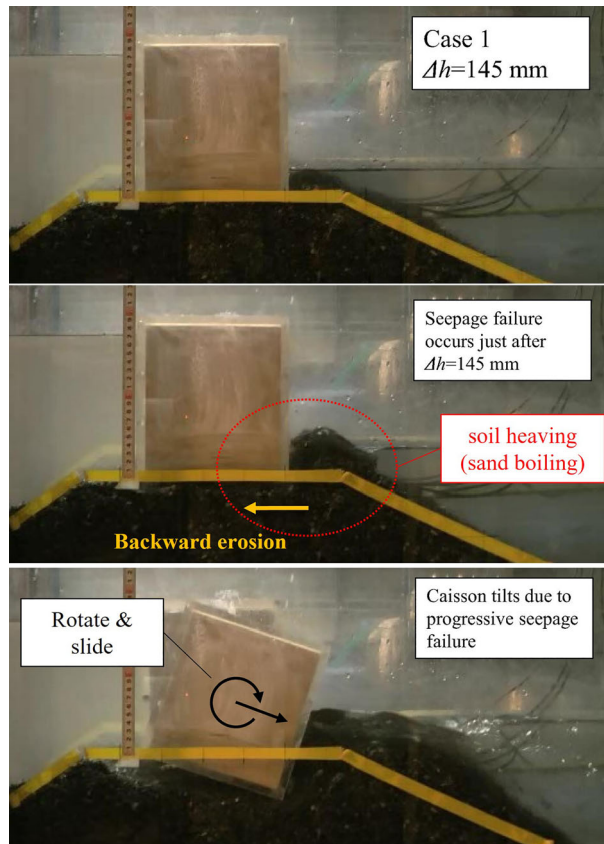 Case 1
Δh=145 mm
Seepage failure
occurs just after
Δh=145 mm
soil heaving
(sand boiling)
Backward erosion
Rotate &
slide
Caisson tilts due to
progressive seepage
failure